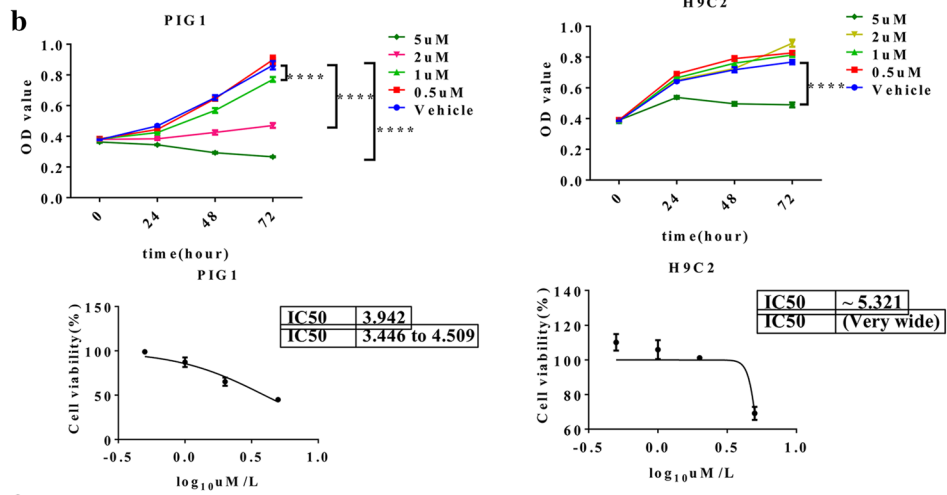 b
PIG1
OD value
1.0
0.8
0.6
0.4
0.2
0.0
0
24
48
72
time(hour)
5uM
2uM
1uM
0.5uM
Vehicle
****
****
****
H9C2
OD value
1.0
0.8
0.6
0.4
0.2
0.0
0
24
48
72
time(hour)
5uM
2uM
1uM
0.5uM
Vehicle
****
PIG1
Cell viability(%)
150
100
50
0
-0.5
0.0
0.5
1.0
log10uM/L
IC50 3.942
IC50 3.446 to 4.509
H9C2
Cell viability(%)
140
120
100
80
60
-0.5
0.0
0.5
1.0
log10uM/L
IC50 ~ 5.321
IC50 (Very wide)